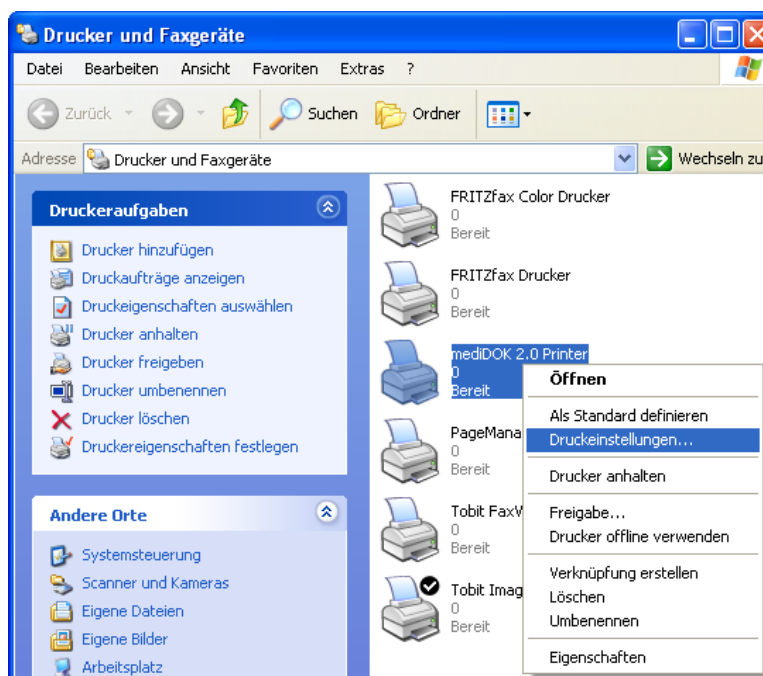 Drucker und Faxgeräte
Datei Bearbeiten Ansicht Favoriten Extras ?
Zurück Suchen Ordner
Adresse Drucker und Faxgeräte Wechseln zu
Druckeraufgaben
Drucker hinzufügen
Druckaufträge anzeigen
Druckeigenschaften auswählen
Drucker anhalten
Drucker freigeben
Drucker umbenennen
Drucker löschen
Druckereigenschaften festlegen
Andere Orte
Systemsteuerung
Scanner und Kameras
Eigene Dateien
Eigene Bilder
Arbeitsplatz
FRITZfax Color Drucker
0
Bereit
FRITZfax Drucker
0
Bereit
mediDOK 2.0 Printer
0
Bereit
PageMana
0
Bereit
Tobit FaxW
0
Bereit
Tobit Imag
0
Bereit
Öffnen
Als Standard definieren
Druckeinstellungen...
Drucker anhalten
Freigabe...
Drucker offline verwenden
Verknüpfung erstellen
Löschen
Umbenennen
Eigenschaften